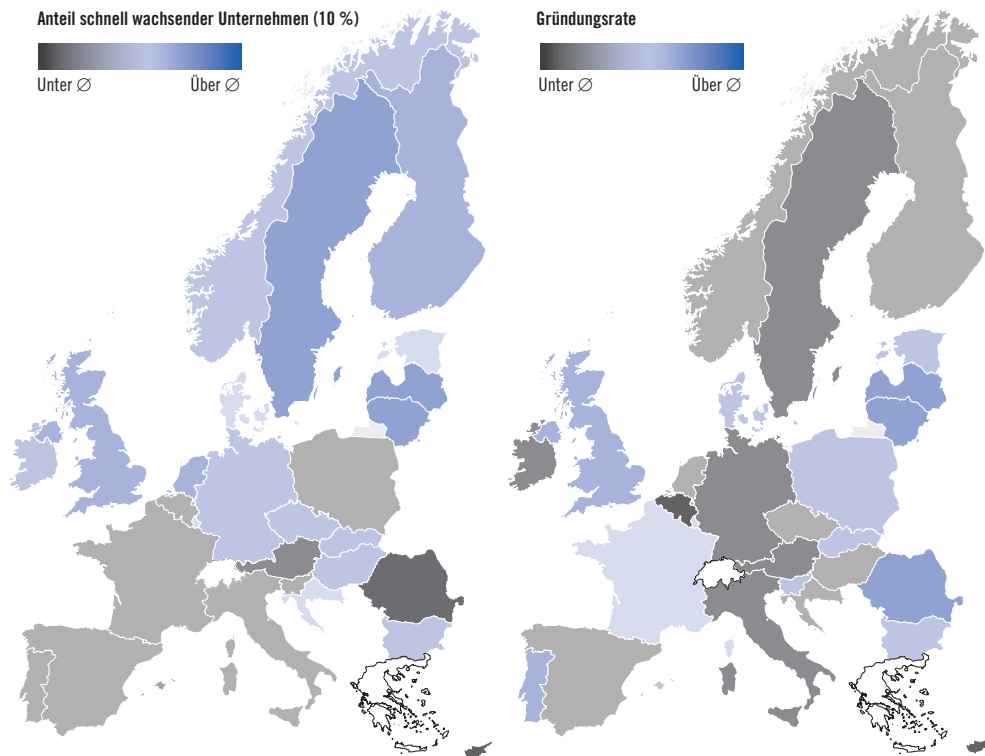 Anteil schnell wachsender Unternehmen (10 %)
Unter ∅ Über ∅
Gründungsrate
Unter ∅ Über ∅